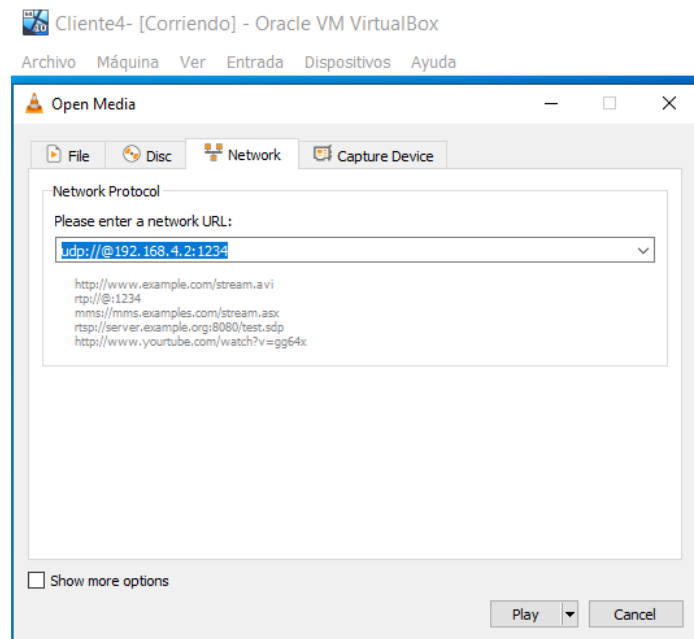 Cliente4- [Corriendo] - Oracle VM VirtualBox
Archivo Máquina Ver Entrada Dispositivos Ayuda
Open Media
File Disc Network Capture Device
Network Protocol
Please enter a network URL:
udp://@192.168.4.2:1234
http://www.example.com/stream.avi
rtp://@:1234
mms://mms.examples.com/stream.asx
rtsp://server.example.org:8080/test.sdp
http://www.yourtube.com/watch?v=gg64x
Show more options
Play Cancel